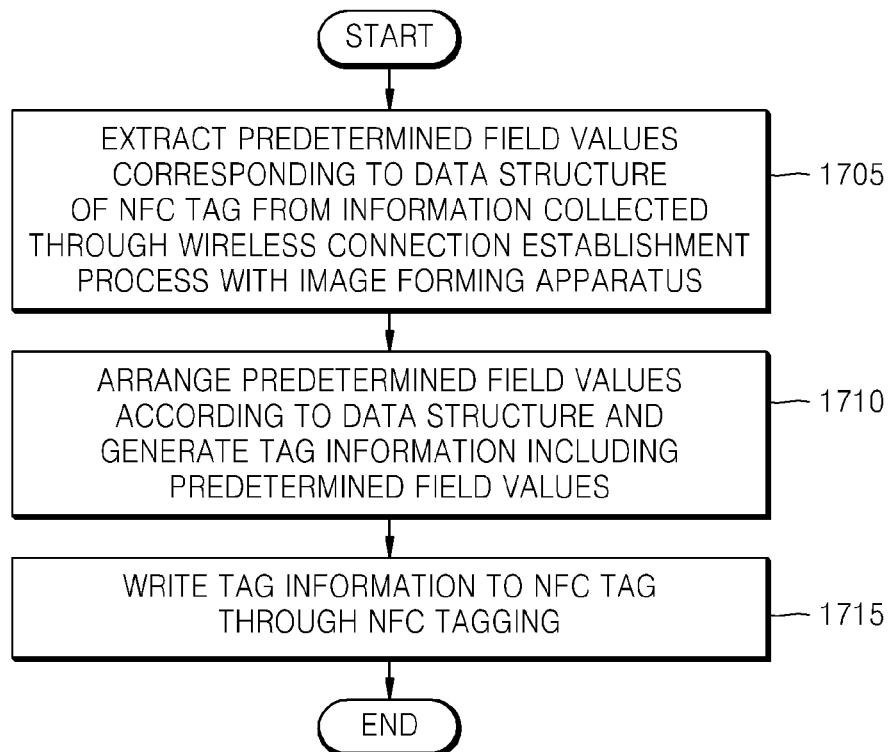 START
EXTRACT PREDETERMINED FIELD VALUES
CORRESPONDING TO DATA STRUCTURE
OF NFC TAG FROM INFORMATION COLLECTED
THROUGH WIRELESS CONNECTION ESTABLISHMENT
PROCESS WITH IMAGE FORMING APPARATUS
1705
ARRANGE PREDETERMINED FIELD VALUES
ACCORDING TO DATA STRUCTURE AND
GENERATE TAG INFORMATION INCLUDING
PREDETERMINED FIELD VALUES
1710
WRITE TAG INFORMATION TO NFC TAG
THROUGH NFC TAGGING
1715
END